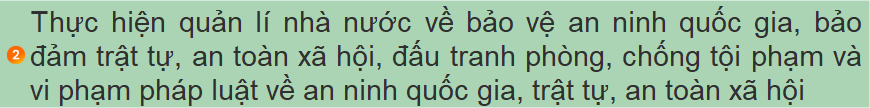 Thực hiện quản lí nhà nước về bảo vệ an ninh quốc gia, bảo
2 đảm trật tự, an toàn xã hội, đấu tranh phòng, chống tội phạm và
vi phạm pháp luật về an ninh quốc gia, trật tự, an toàn xã hội